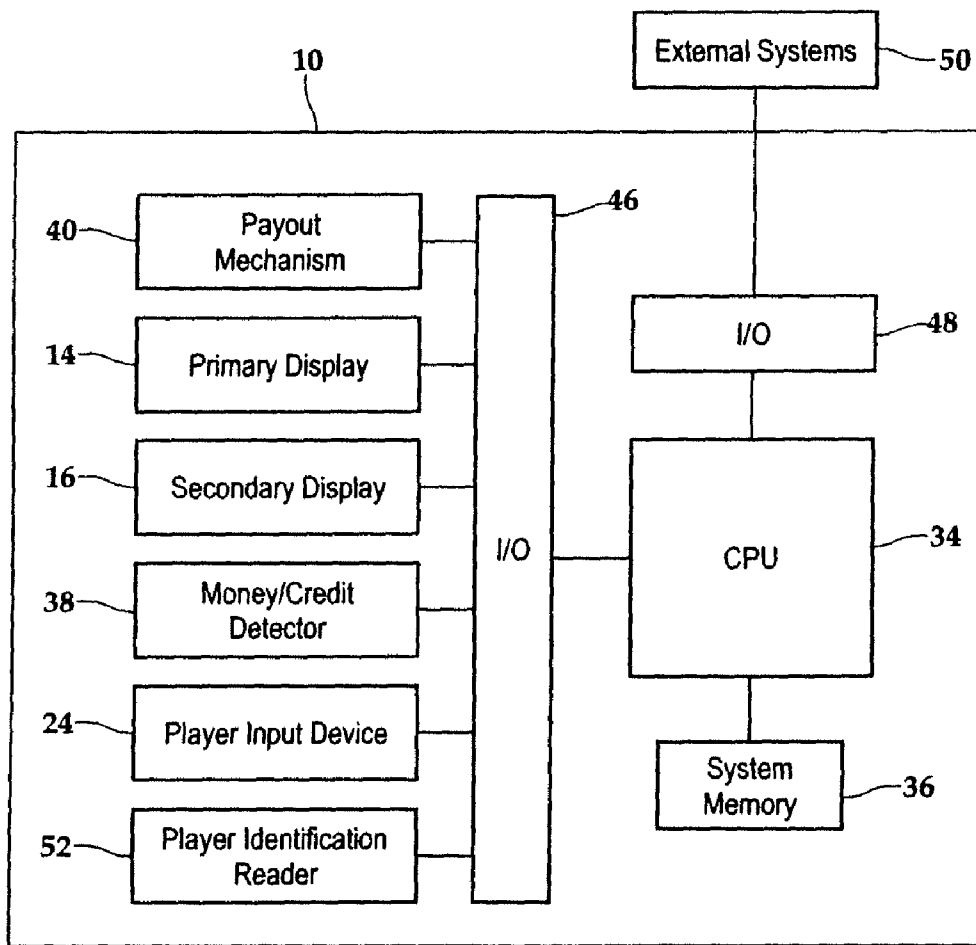 External Systems
50
10
40
Payout
Mechanism
46
14
Primary Display
I/O
48
16
Secondary Display
I/O
CPU
34
38
Money/Credit
Detector
24
Player Input Device
System
Memory
36
52
Player Identification
Reader